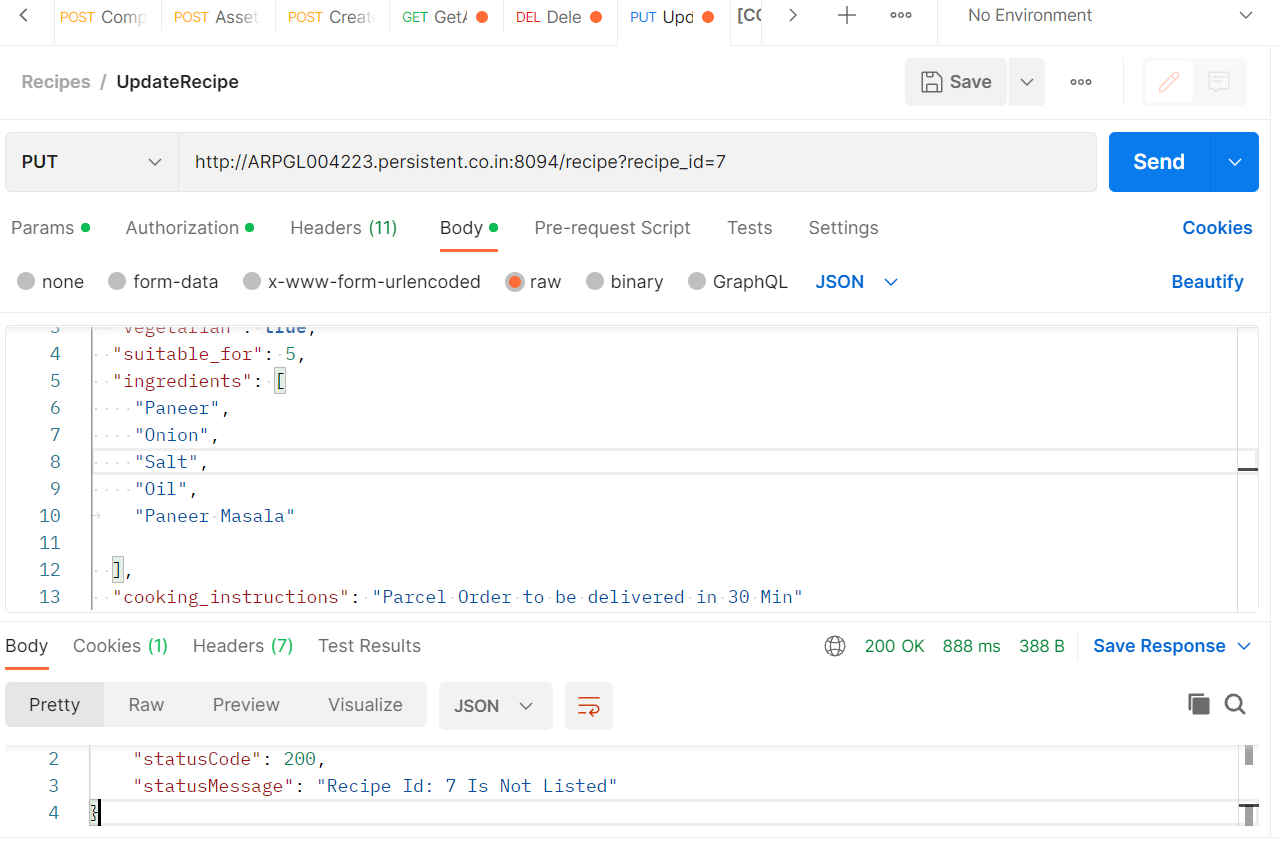 POST Comp POST Asset POST Create GET GetA DEL Dele PUT Upd [CO No Environment
Recipes / UpdateRecipe Save
PUT http://ARPGL004223.persistent.co.in:8094/recipe?recipe_id=7 Send
Params Authorization Headers (11) Body Pre-request Script Tests Settings Cookies
none form-data x-www-form-urlencoded raw binary GraphQL JSON Beautify
3 "vegetarian": true,
4 "suitable_for": 5,
5 "ingredients": [
6 "Paneer",
7 "Onion",
8 "Salt",
9 "Oil",
10 "Paneer Masala"
11
12 ],
13 "cooking_instructions": "Parcel Order to be delivered in 30 Min"
Body Cookies (1) Headers (7) Test Results 200 OK 888 ms 388 B Save Response
Pretty Raw Preview Visualize JSON
2 "statusCode": 200,
3 "statusMessage": "Recipe Id: 7 Is Not Listed"
4 }